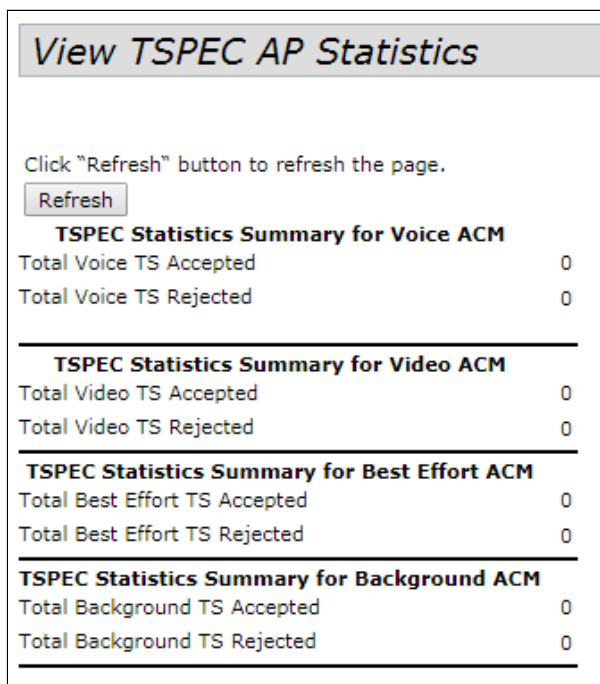 View TSPEC AP Statistics
Click "Refresh" button to refresh the page.
Refresh
TSPEC Statistics Summary for Voice ACM
Total Voice TS Accepted 0
Total Voice TS Rejected 0
TSPEC Statistics Summary for Video ACM
Total Video TS Accepted 0
Total Video TS Rejected 0
TSPEC Statistics Summary for Best Effort ACM
Total Best Effort TS Accepted 0
Total Best Effort TS Rejected 0
TSPEC Statistics Summary for Background ACM
Total Background TS Accepted 0
Total Background TS Rejected 0